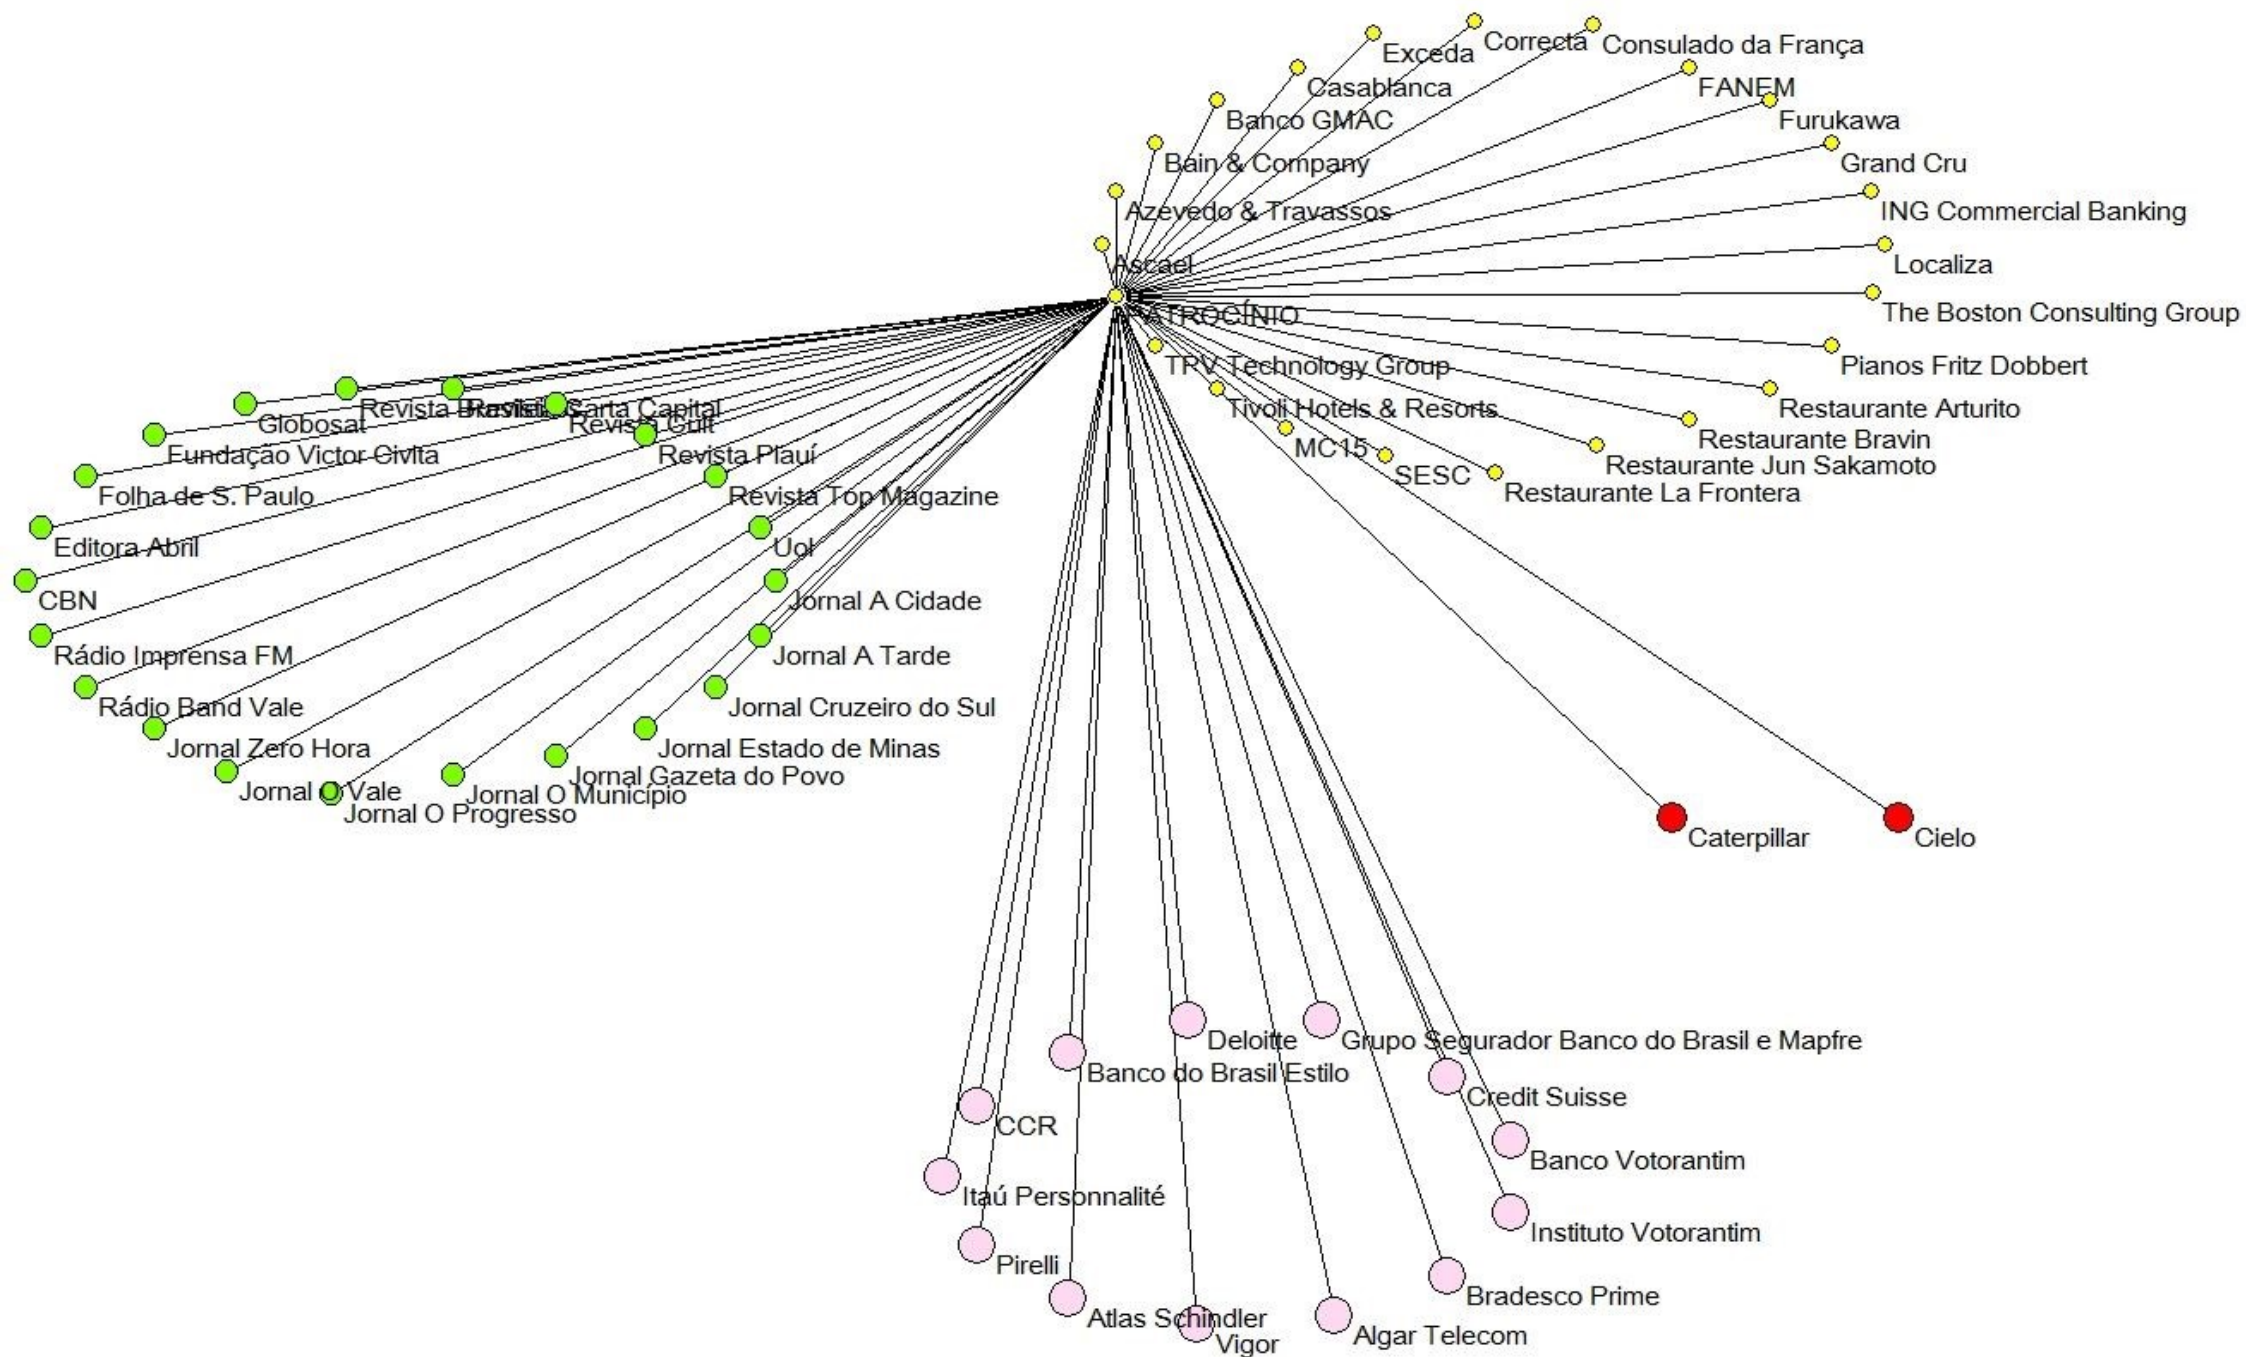 Exceda
Correcta
Consulado da França
Casablanca
FANEM
Banco GMAC
Furukawa
Bain & Company
Grand Cru
Azevedo & Travassos
ING Commercial Banking
Ascael
Localiza
PATROCÍNIO
The Boston Consulting Group
TPV Technology Group
Pianos Fritz Dobbert
Tivoli Hotels & Resorts
Restaurante Arturito
MC15
Restaurante Bravin
SESC
Restaurante Jun Sakamoto
Restaurante La Frontera
Globosat
Revista
Carta Capital
Revista Cult
Fundação Victor Civita
Revista Piauí
Folha de S. Paulo
Revista Top Magazine
Editora Abril
Uol
CBN
Jornal A Cidade
Rádio Imprensa FM
Jornal A Tarde
Rádio Band Vale
Jornal Cruzeiro do Sul
Jornal Zero Hora
Jornal Estado de Minas
Jornal O Vale
Jornal Gazeta do Povo
Jornal O Progresso
Jornal O Município
Caterpillar
Cielo
Deloitte
Grupo Segurador Banco do Brasil e Mapfre
Banco do Brasil Estilo
Credit Suisse
CCR
Banco Votorantim
Itaú Personnalité
Instituto Votorantim
Pirelli
Bradesco Prime
Atlas Schindler
Vigor
Algar Telecom